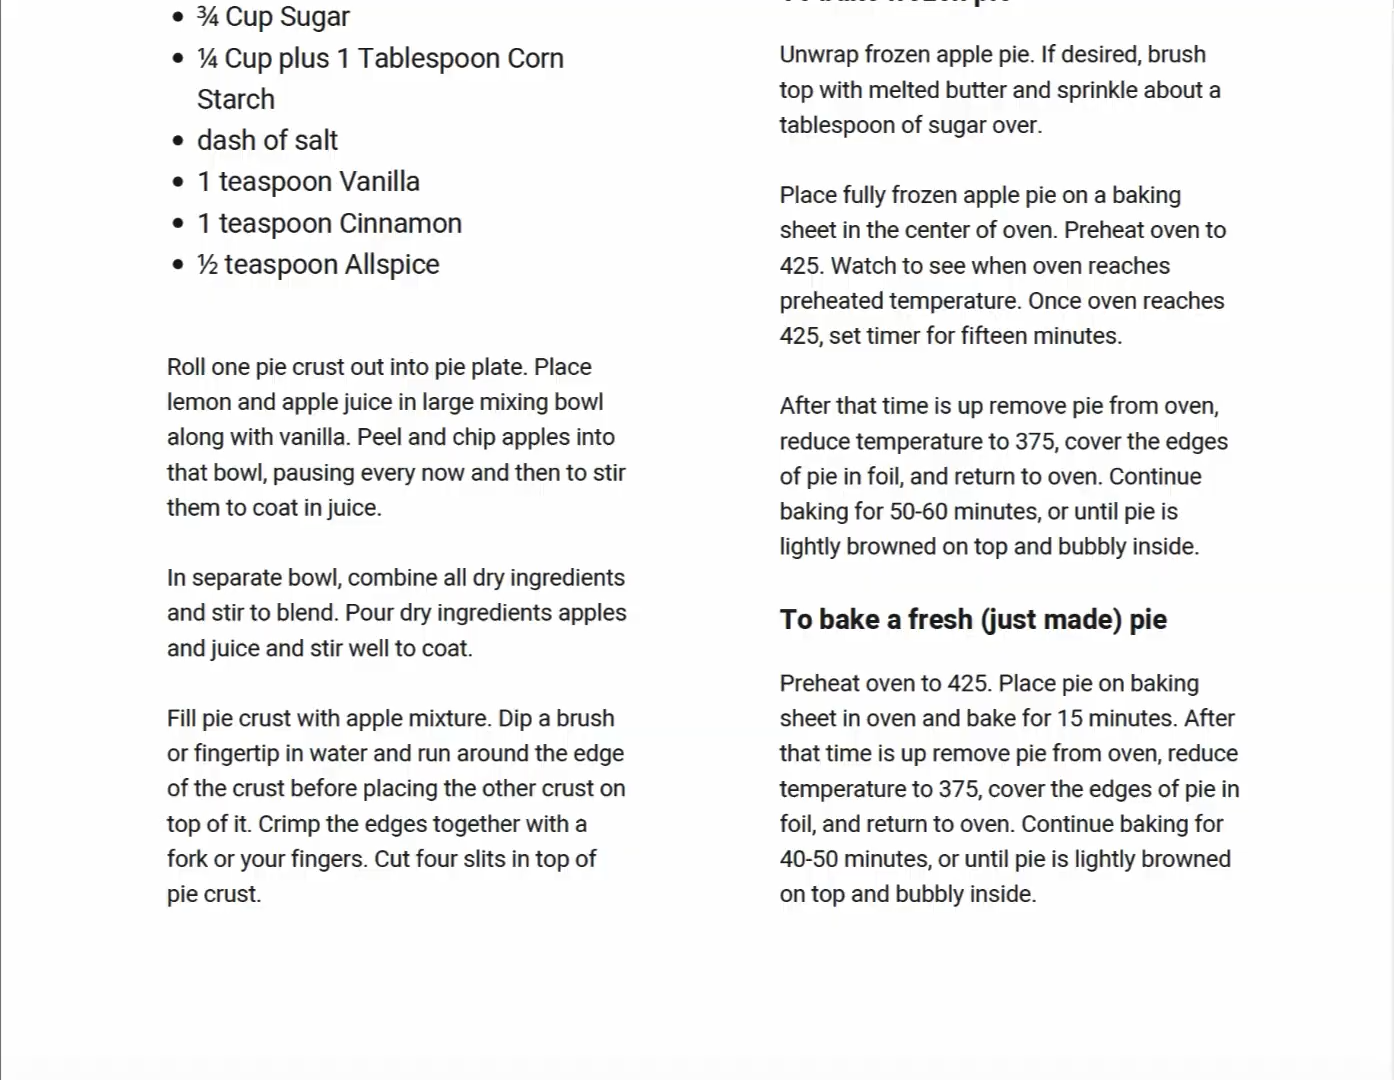 ¾ Cup Sugar
¼ Cup plus 1 Tablespoon Corn
Starch
dash of salt
1 teaspoon Vanilla
1 teaspoon Cinnamon
½ teaspoon Allspice
Roll one pie crust out into pie plate. Place
lemon and apple juice in large mixing bowl
along with vanilla. Peel and chip apples into
that bowl, pausing every now and then to stir
them to coat in juice.
In separate bowl, combine all dry ingredients
and stir to blend. Pour dry ingredients apples
and juice and stir well to coat.
Fill pie crust with apple mixture. Dip a brush
or fingertip in water and run around the edge
of the crust before placing the other crust on
top of it. Crimp the edges together with a
fork or your fingers. Cut four slits in top of
pie crust.
Unwrap frozen apple pie. If desired, brush
top with melted butter and sprinkle about a
tablespoon of sugar over.
Place fully frozen apple pie on a baking
sheet in the center of oven. Preheat oven to
425. Watch to see when oven reaches
preheated temperature. Once oven reaches
425, set timer for fifteen minutes.
After that time is up remove pie from oven,
reduce temperature to 375, cover the edges
of pie in foil, and return to oven. Continue
baking for 50-60 minutes, or until pie is
lightly browned on top and bubbly inside.
To bake a fresh (just made) pie
Preheat oven to 425. Place pie on baking
sheet in oven and bake for 15 minutes. After
that time is up remove pie from oven, reduce
temperature to 375, cover the edges of pie in
foil, and return to oven. Continue baking for
40-50 minutes, or until pie is lightly browned
on top and bubbly inside.